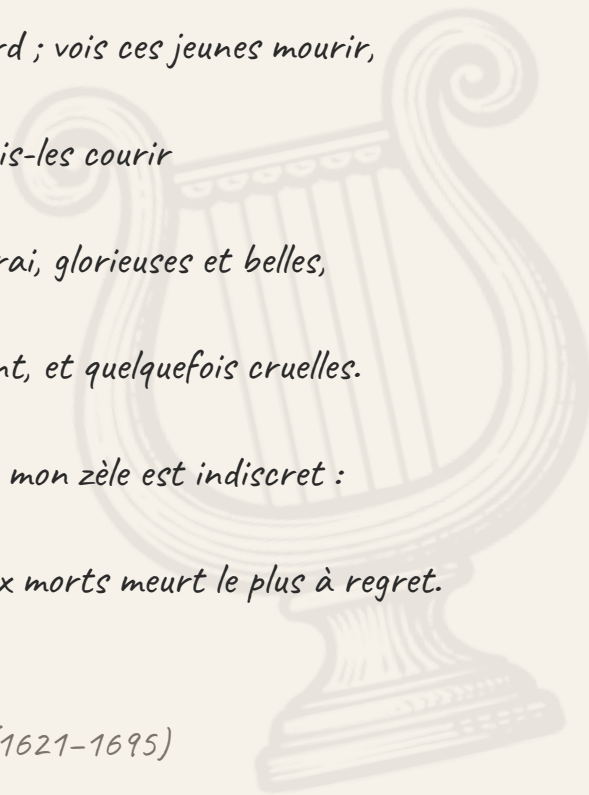 rd ; vois ces jeunes mourir,
is-les courir
rai, glorieuses et belles,
nt, et quelquefois cruelles.
mon zèle est indiscret :
x morts meurt le plus à regret.
(1621–1695)